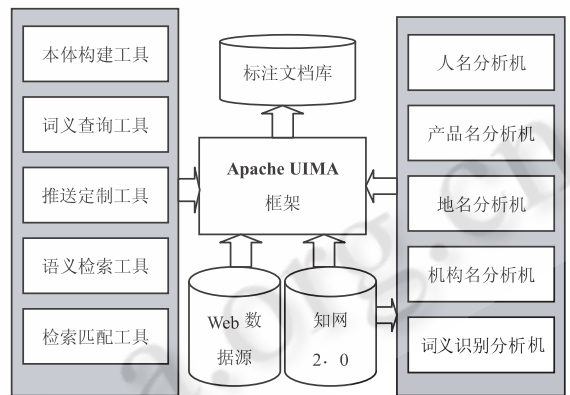 本体构建工具
词义查询工具
推送定制工具
语义检索工具
检索匹配工具
标注文档库
Apache UIMA
框架
Web 数
据源
知网
2．0
人名分析机
产品名分析机
地名分析机
机构名分析机
词义识别分析机
a.org.cn